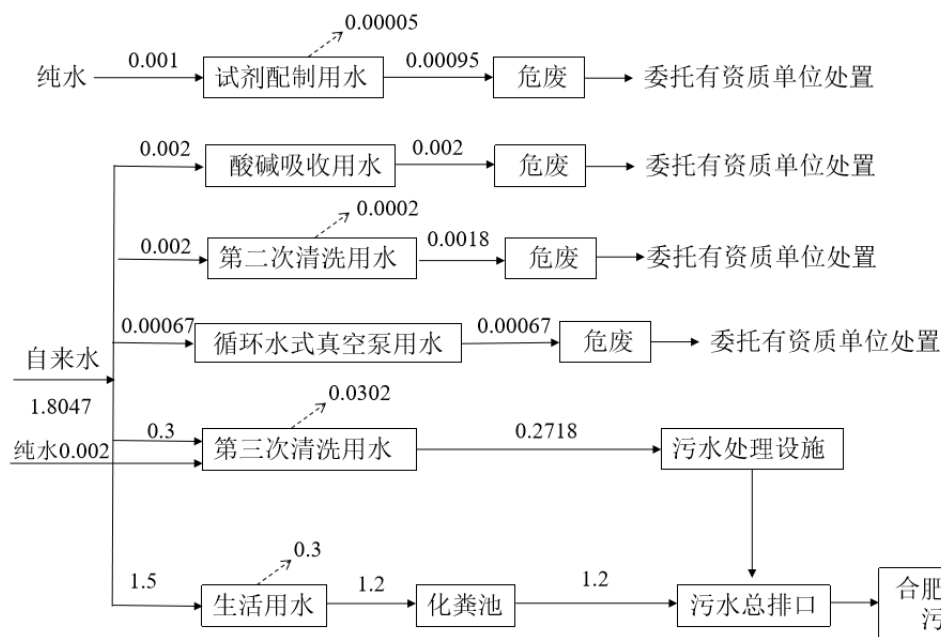 0.00005
纯水
0.001
试剂配制用水
0.00095
危废
委托有资质单位处置
0.002
酸碱吸收用水
0.002
危废
委托有资质单位处置
0.0002
0.002
第二次清洗用水
0.0018
危废
委托有资质单位处置
0.00067
循环水式真空泵用水
0.00067
危废
委托有资质单位处置
自来水
1.8047
0.0302
纯水0.002
0.3
第三次清洗用水
0.2718
污水处理设施
0.3
1.5
生活用水
1.2
化粪池
1.2
污水总排口
合肥
污